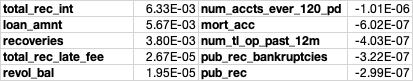 total_rec_int 6.33E-03 num_accts_ever_120_pd -1.01E-06
loan_amnt 5.67E-03 mort_acc -6.02E-07
recoveries 3.80E-03 num_tl_op_past_12m -4.03E-07
total_rec_late_fee 2.67E-05 pub_rec_bankruptcies -3.22E-07
revol_bal 1.95E-05 pub_rec -2.99E-07